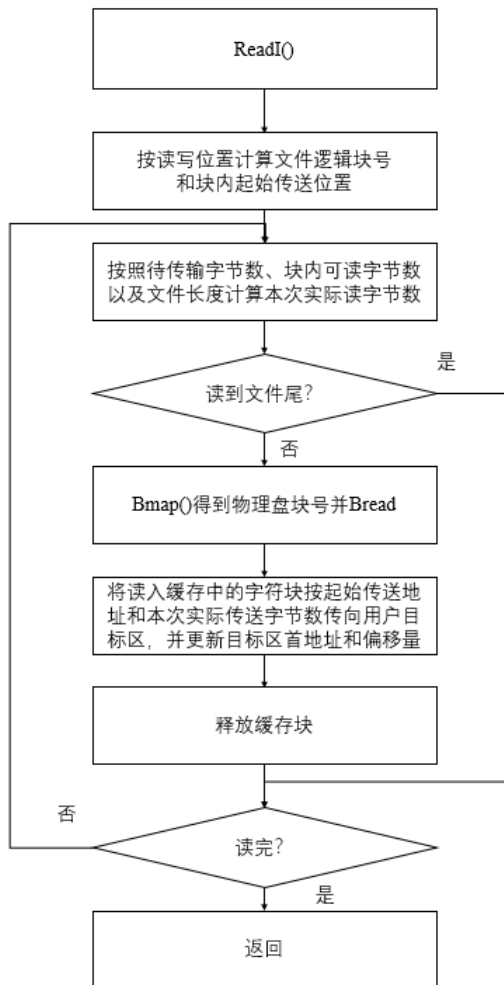 ReadI()
按读写位置计算文件逻辑块号
和块内起始传送位置
按照待传输字节数、块内可读字节数
以及文件长度计算本次实际读字节数
是
读到文件尾?
否
Bmap()得到物理盘块号并Bread
将读入缓存中的字符块按起始传送地
址和本次实际传送字节数传向用户目
标区，并更新目标区首地址和偏移量
释放缓存块
否
读完?
是
返回